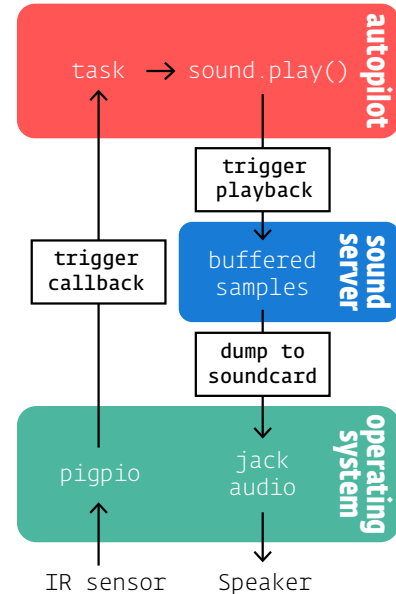 autopilot
task → sound.play()
trigger
playback
sound
server
trigger
callback
buffered
samples
dump to
soundcard
operating
system
pigpio
jack
audio
IR sensor
Speaker